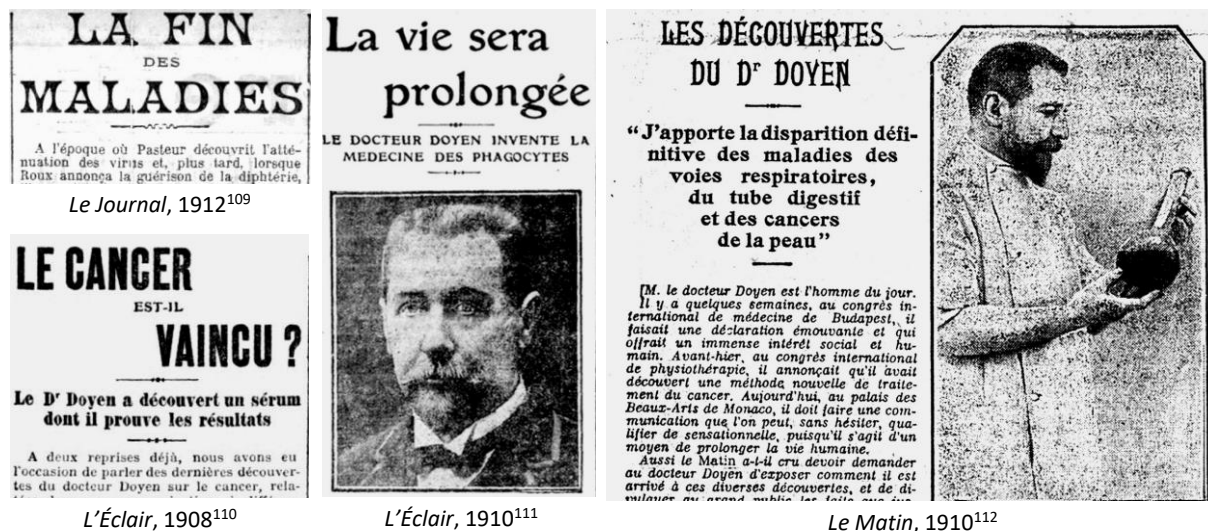 LA FIN
DES
MALADIES
A l'époque où Pasteur découvrit l'atté-
nuation des virus et, plus tard, lorsque
Roux annonça la guérison de la diphtérie,
Le Journal, 1912¹⁰⁹
LE CANCER
EST-IL
VAINCU ?
Le Dʳ Doyen a découvert un sérum
dont il prouve les résultats
A deux reprises déjà, nous avons eu
l'occasion de parler des dernières découver-
tes du docteur Doyen sur le cancer, rela-
L'Éclair, 1908¹¹⁰
La vie sera
prolongée
LE DOCTEUR DOYEN INVENTE LA
MEDECINE DES PHAGOCYTES
L'Éclair, 1910¹¹¹
LES DÉCOUVERTES
DU Dʳ DOYEN
"J'apporte la disparition défi-
nitive des maladies des
voies respiratoires,
du tube digestif
et des cancers
de la peau"
[M. le docteur Doyen est l'homme du jour.
Il y a quelques semaines, au congrès in-
ternational de médecine de Budapest, il
faisait une déclaration émouvante et qui
offrait un immense intérêt social et hu-
main. Avant-hier, au congrès international
de physiothérapie, il annonçait qu'il avait
découvert une méthode nouvelle de traite-
ment du cancer. Aujourd'hui, au palais des
Beaux-Arts de Monaco, il doit faire une com-
munication que l'on peut, sans hésiter, qua-
lifier de sensationnelle, puisqu'il s'agit d'un
moyen de prolonger la vie humaine.
Aussi le Matin a-t-il cru devoir demander
au docteur Doyen d'exposer comment il est
arrivé à ces diverses découvertes, et de di-
Le Matin, 1910¹¹²